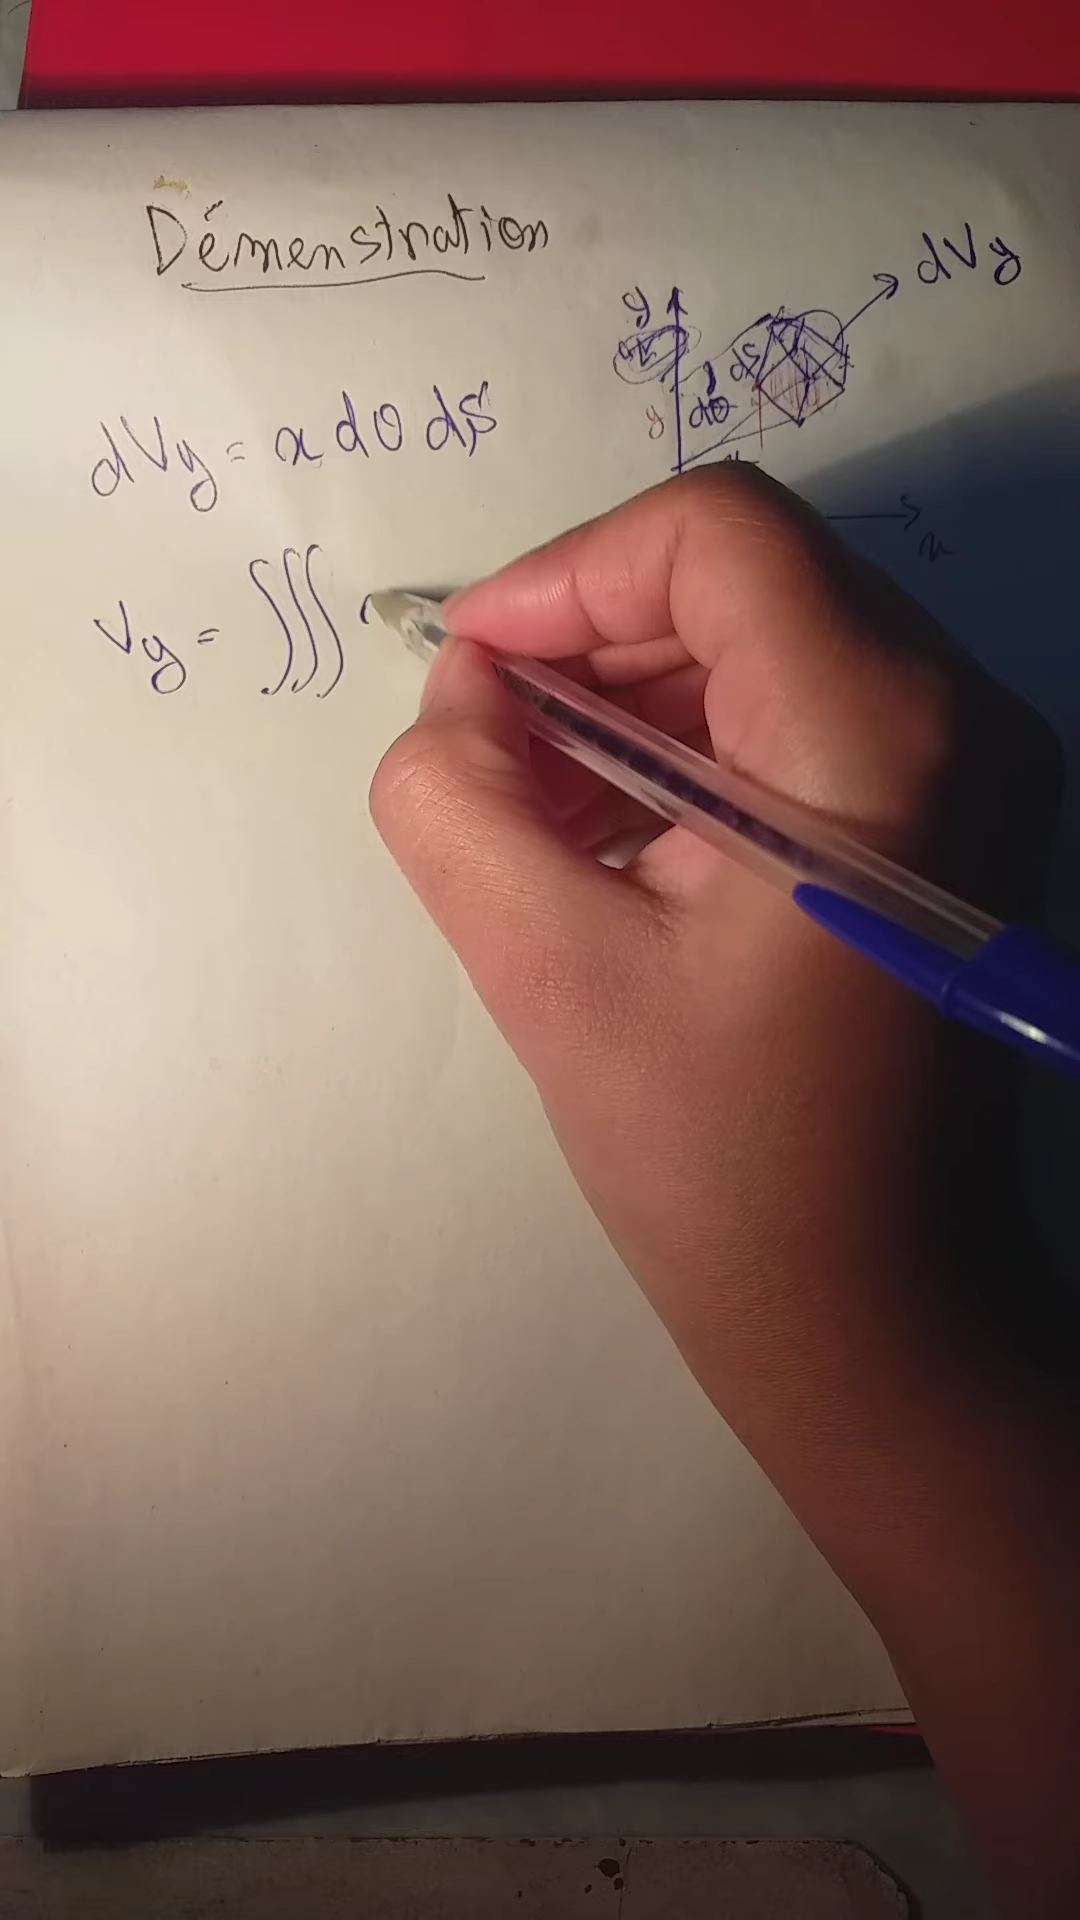 Démenstration
dVy
y
dS
y
dθ
x
dVy = x dθ dS
Vy = ∫∫∫